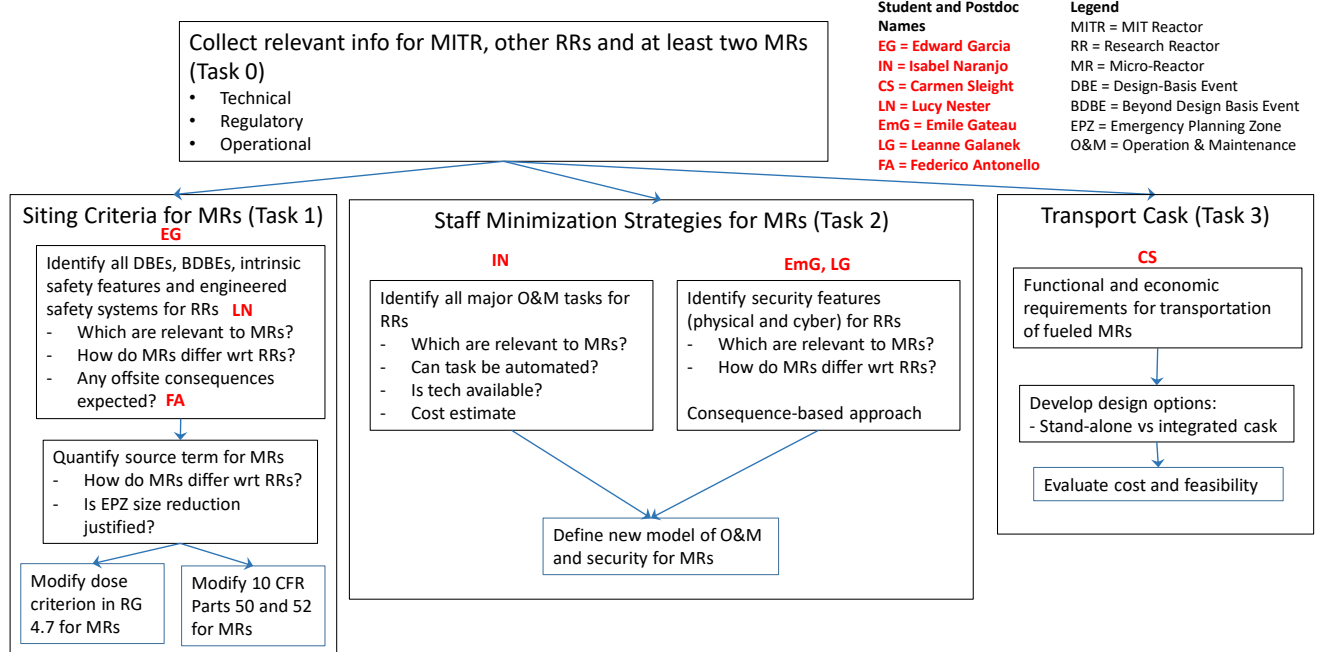 Collect relevant info for MITR, other RRs and at least two MRs
(Task 0)
• Technical
• Regulatory
• Operational
Student and Postdoc
Names
EG = Edward Garcia
IN = Isabel Naranjo
CS = Carmen Sleight
LN = Lucy Nester
EmG = Emile Gateau
LG = Leanne Galanek
FA = Federico Antonello
Legend
MITR = MIT Reactor
RR = Research Reactor
MR = Micro-Reactor
DBE = Design-Basis Event
BDBE = Beyond Design Basis Event
EPZ = Emergency Planning Zone
O&M = Operation & Maintenance
Siting Criteria for MRs (Task 1)
EG
Identify all DBEs, BDBEs, intrinsic
safety features and engineered
safety systems for RRs LN
- Which are relevant to MRs?
- How do MRs differ wrt RRs?
- Any offsite consequences
expected? FA
Quantify source term for MRs
- How do MRs differ wrt RRs?
- Is EPZ size reduction
justified?
Modify dose
criterion in RG
4.7 for MRs
Modify 10 CFR
Parts 50 and 52
for MRs
Staff Minimization Strategies for MRs (Task 2)
IN
Identify all major O&M tasks for
RRs
- Which are relevant to MRs?
- Can task be automated?
- Is tech available?
- Cost estimate
EmG, LG
Identify security features
(physical and cyber) for RRs
- Which are relevant to MRs?
- How do MRs differ wrt RRs?
Consequence-based approach
Define new model of O&M
and security for MRs
Transport Cask (Task 3)
CS
Functional and economic
requirements for transportation
of fueled MRs
Develop design options:
- Stand-alone vs integrated cask
Evaluate cost and feasibility